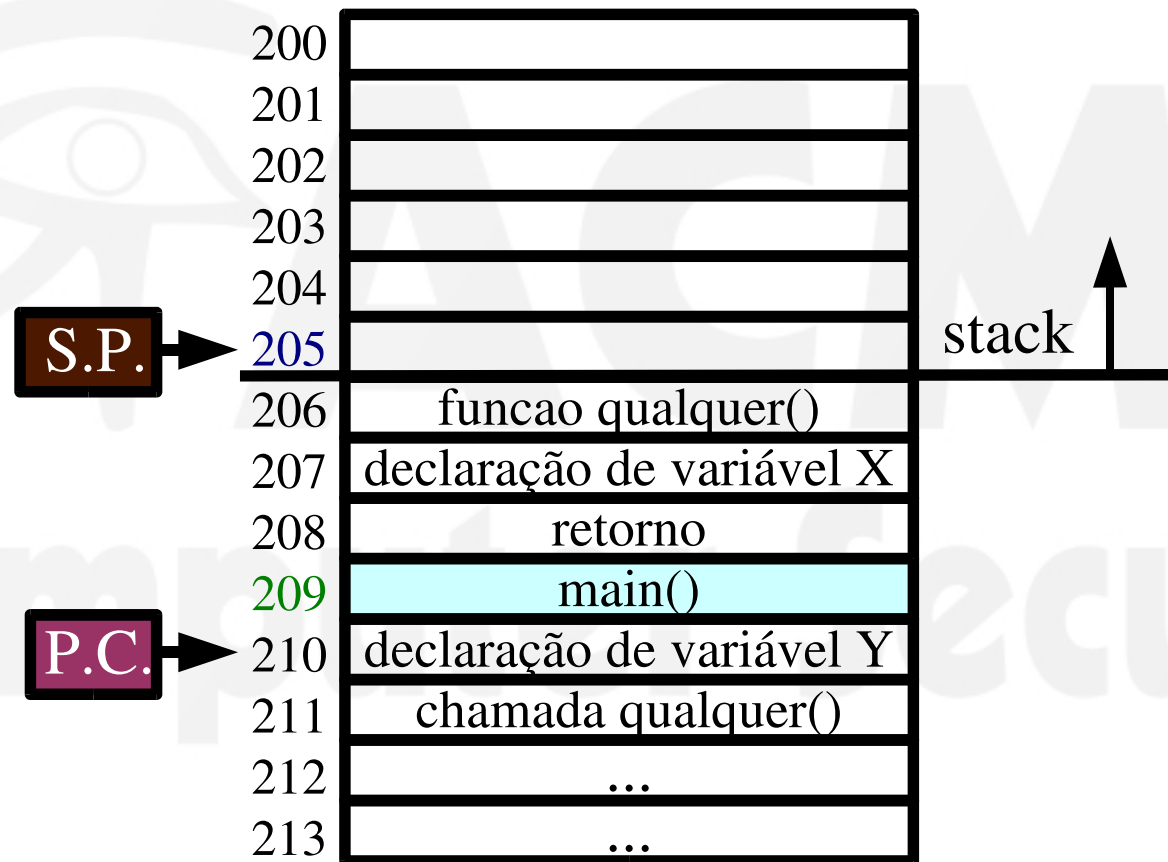 200
201
202
203
204
S.P. 205 stack
206 funcao qualquer()
207 declaração de variável X
208 retorno
209 main()
P.C. 210 declaração de variável Y
211 chamada qualquer()
212 ...
213 ...
ACM